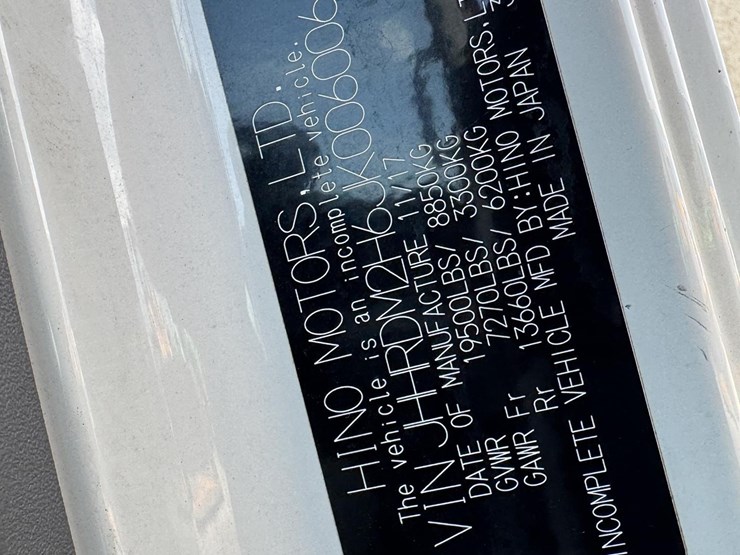 HINO MOTORS, LTD.
The vehicle is an incomplete vehicle.
VIN JHHRDM2H6JK006006
DATE OF MANUFACTURE 11/17
GVWR 19500LBS/ 8850KG
GAWR Fr 7270LBS/ 3300KG
Rr 13660LBS/ 6200KG
INCOMPLETE VEHICLE MFD BY:HINO MOTORS,
MADE IN JAPAN